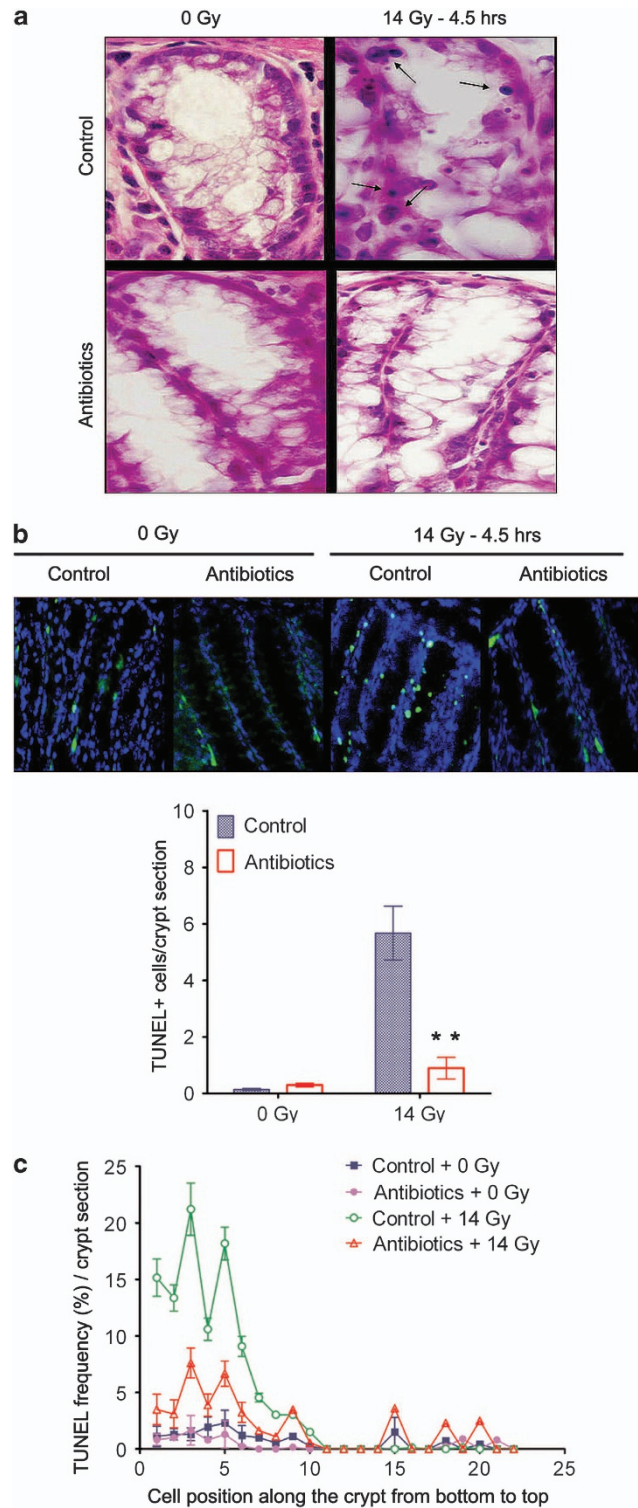 a
0 Gy 14 Gy - 4.5 hrs
Control
Antibiotics
b
0 Gy 14 Gy - 4.5 hrs
Control Antibiotics Control Antibiotics
TUNEL+ cells/crypt section
10
8
6
4
2
0
Control
Antibiotics
**
0 Gy 14 Gy
c
TUNEL frequency (%) / crypt section
25
20
15
10
5
0
Control + 0 Gy
Antibiotics + 0 Gy
Control + 14 Gy
Antibiotics + 14 Gy
0 5 10 15 20 25
Cell position along the crypt from bottom to top